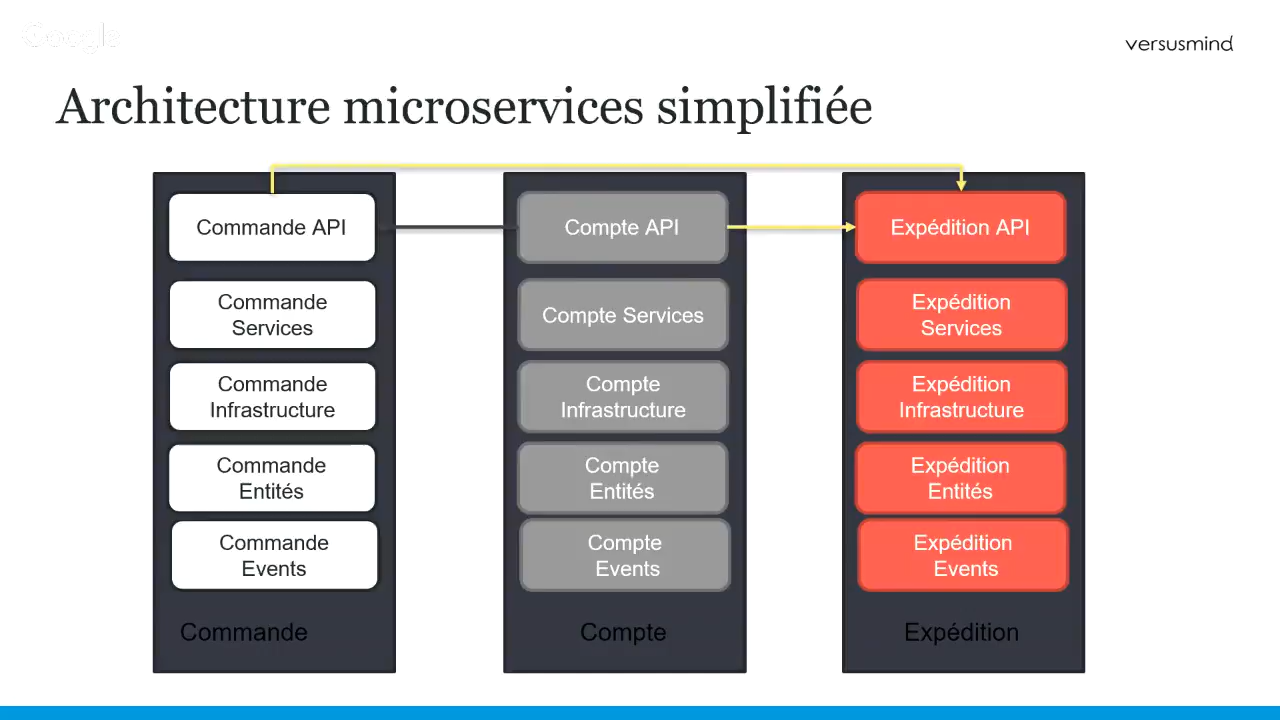 Google
versusmind
Architecture microservices simplifiée
Commande API
Compte API
Expédition API
Commande
Services
Compte Services
Expédition
Services
Commande
Infrastructure
Compte
Infrastructure
Expédition
Infrastructure
Commande
Entités
Compte
Entités
Expédition
Entités
Commande
Events
Compte
Events
Expédition
Events
Commande
Compte
Expédition